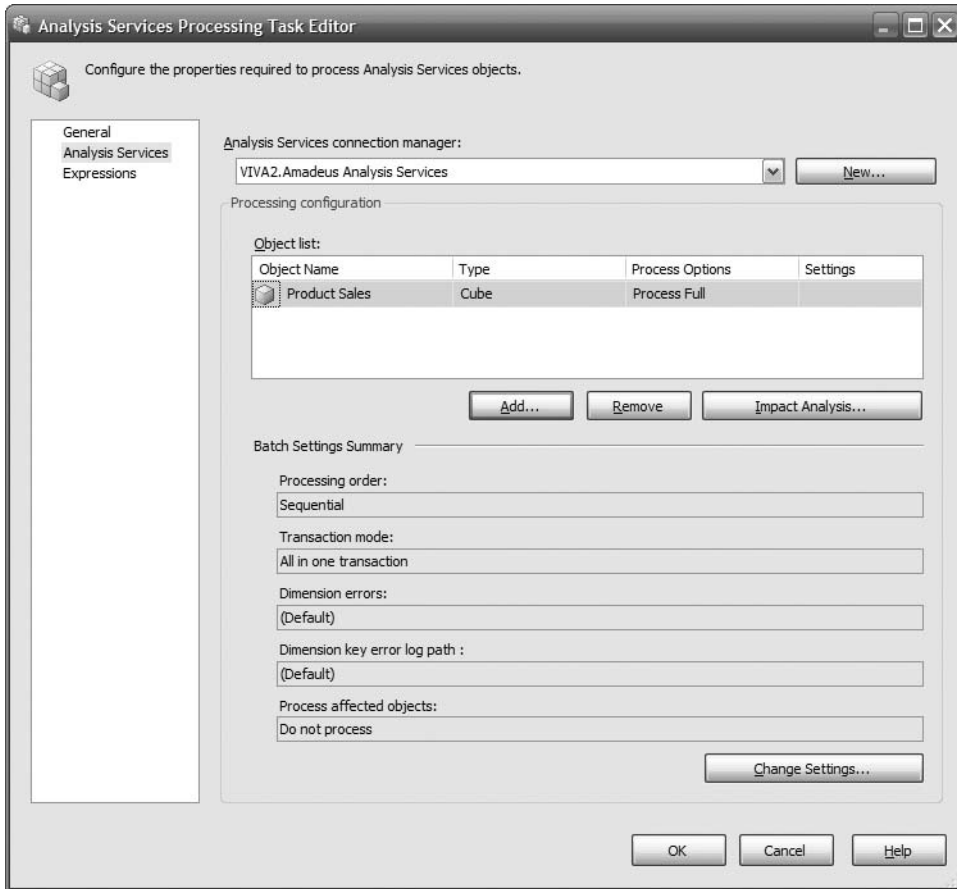 Analysis Services Processing Task Editor
Configure the properties required to process Analysis Services objects.
General
Analysis Services
Expressions
Analysis Services connection manager:
VIVA2.Amadeus Analysis Services
New...
Processing configuration
Object list:
Object Name Type Process Options Settings
Product Sales Cube Process Full
Add... Remove Impact Analysis...
Batch Settings Summary
Processing order:
Sequential
Transaction mode:
All in one transaction
Dimension errors:
(Default)
Dimension key error log path :
(Default)
Process affected objects:
Do not process
Change Settings...
OK Cancel Help